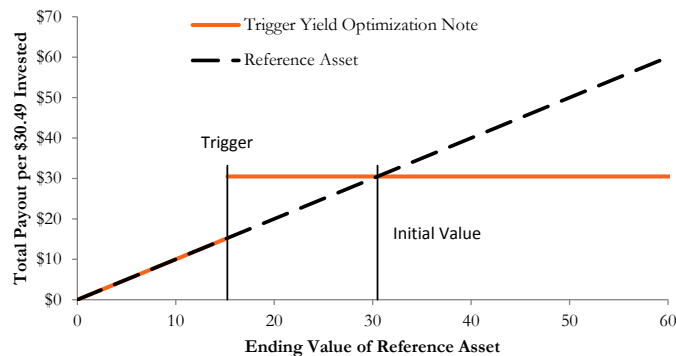 $70
$60
$50
$40
$30
$20
$10
$0
Total Payout per $30.49 Invested
Trigger Yield Optimization Note
Reference Asset
Trigger
Initial Value
0 10 20 30 40 50 60
Ending Value of Reference Asset